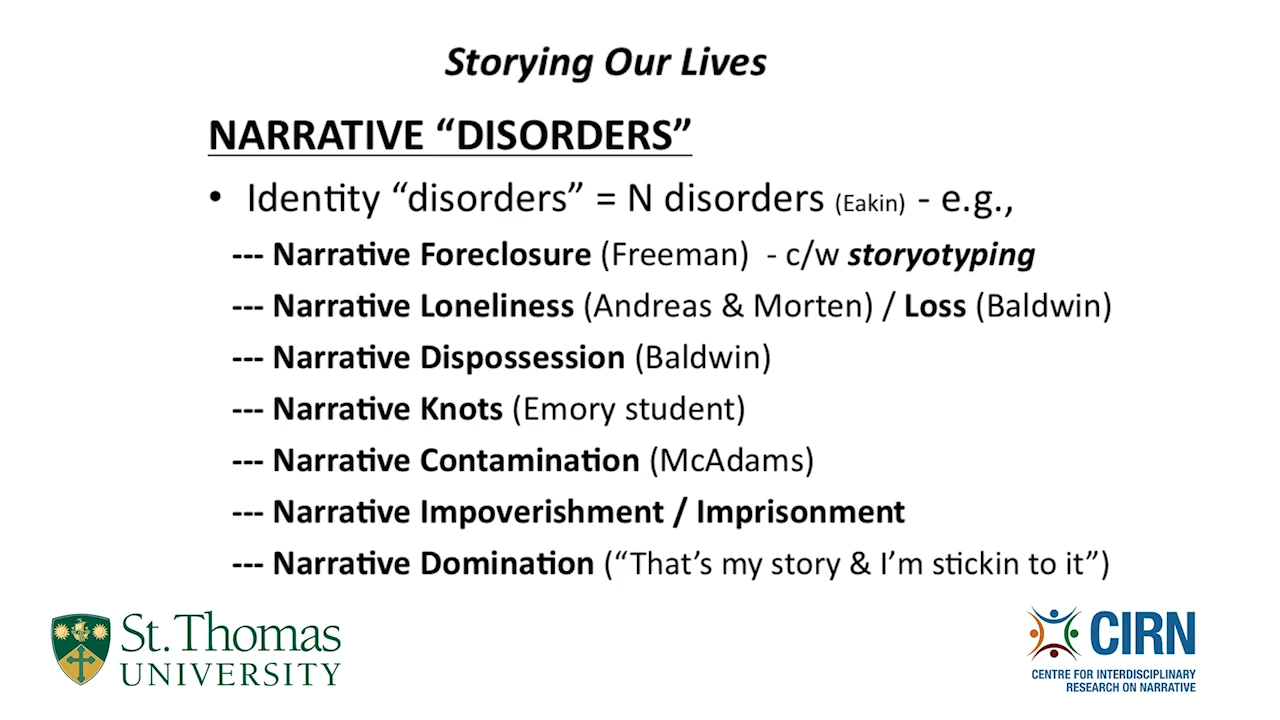 Storying Our Lives
NARRATIVE “DISORDERS”
• Identity “disorders” = N disorders (Eakin) - e.g.,
--- Narrative Foreclosure (Freeman) - c/w storyotyping
--- Narrative Loneliness (Andreas & Morten) / Loss (Baldwin)
--- Narrative Dispossession (Baldwin)
--- Narrative Knots (Emory student)
--- Narrative Contamination (McAdams)
--- Narrative Impoverishment / Imprisonment
--- Narrative Domination (“That’s my story & I’m stickin to it”)
St. Thomas
UNIVERSITY
CIRN
CENTRE FOR INTERDISCIPLINARY
RESEARCH ON NARRATIVE